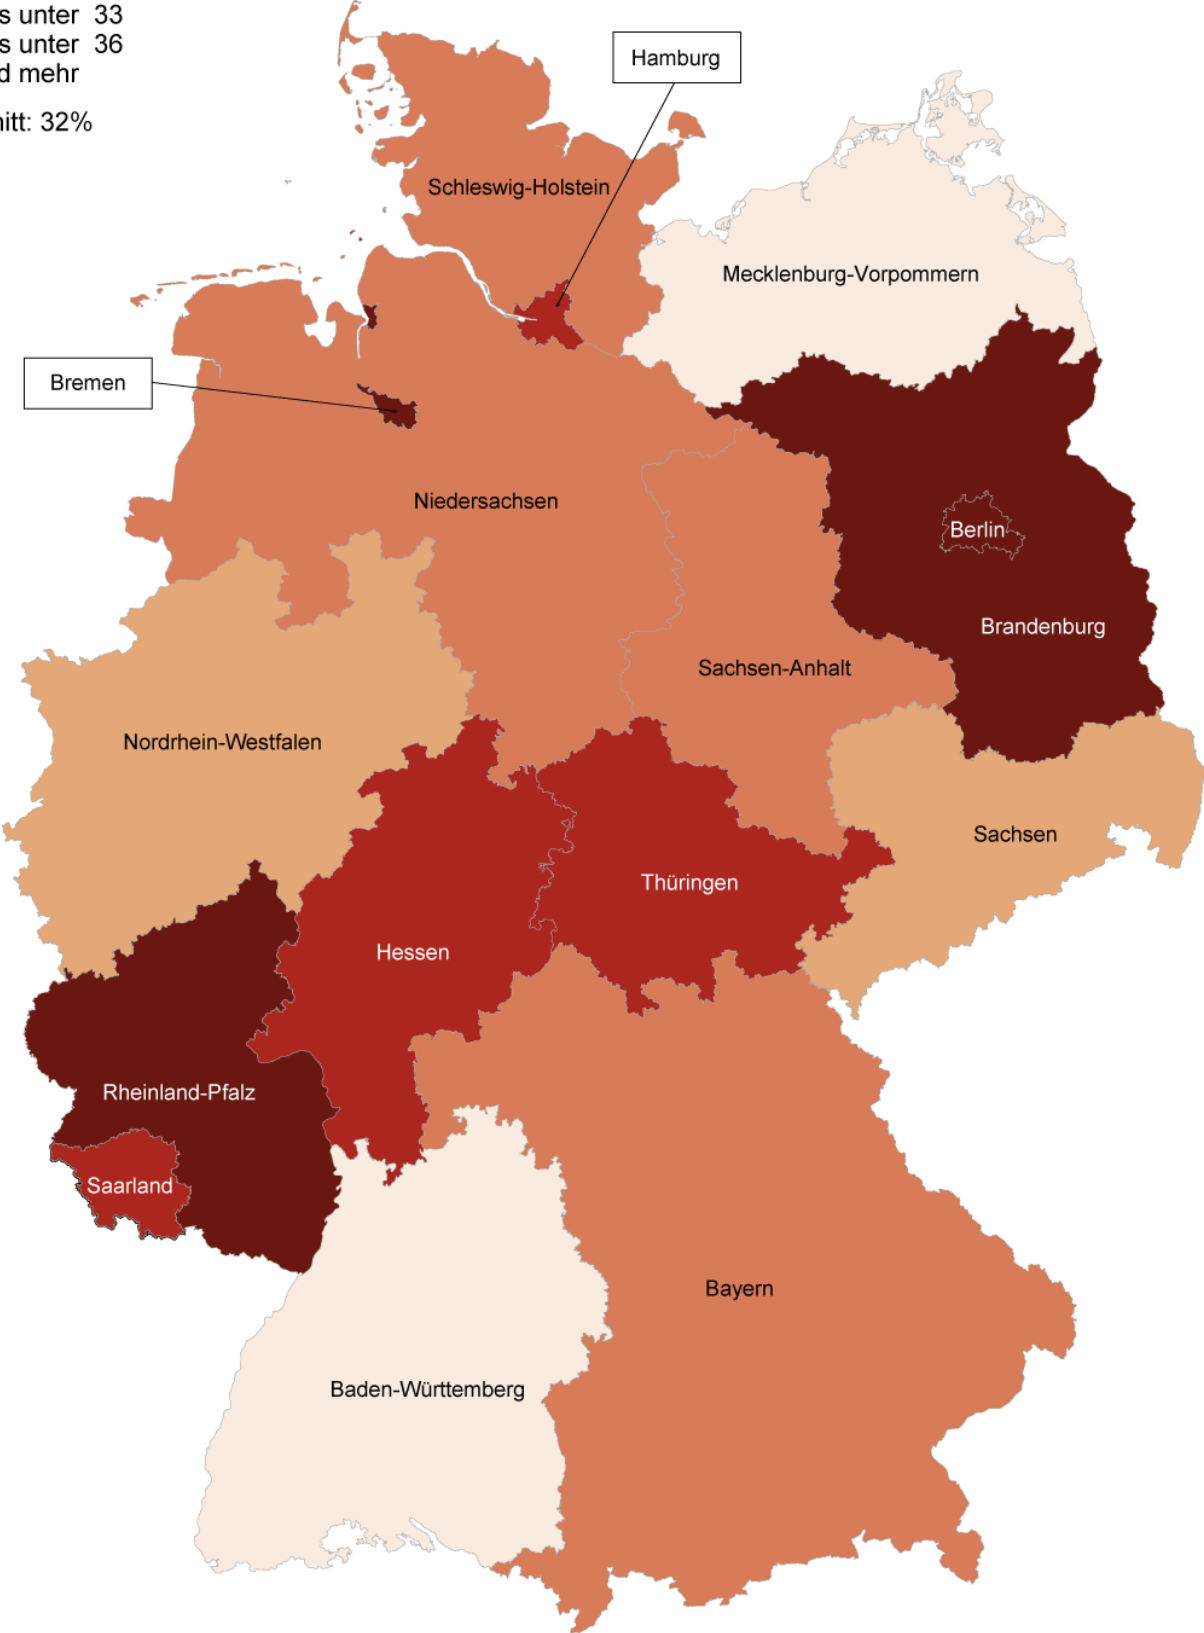 s unter 33
s unter 36
d mehr
nitt: 32%
Hamburg
Schleswig-Holstein
Mecklenburg-Vorpommern
Bremen
Niedersachsen
Berlin
Brandenburg
Sachsen-Anhalt
Nordrhein-Westfalen
Sachsen
Thüringen
Hessen
Rheinland-Pfalz
Saarland
Bayern
Baden-Württemberg